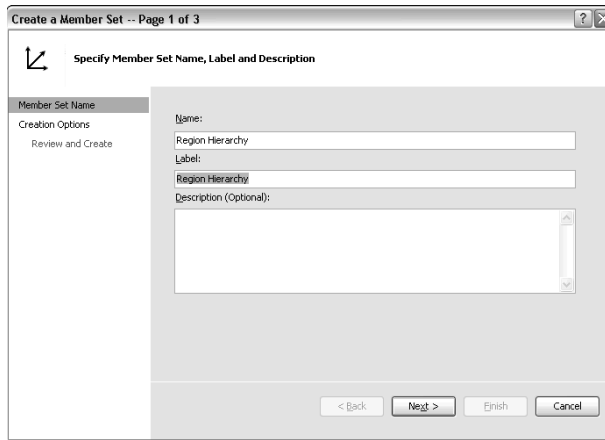 Create a Member Set -- Page 1 of 3
Specify Member Set Name, Label and Description
Member Set Name
Creation Options
Review and Create
Name:
Region Hierarchy
Label:
Region Hierarchy
Description (Optional):
< Back
Next >
Finish
Cancel